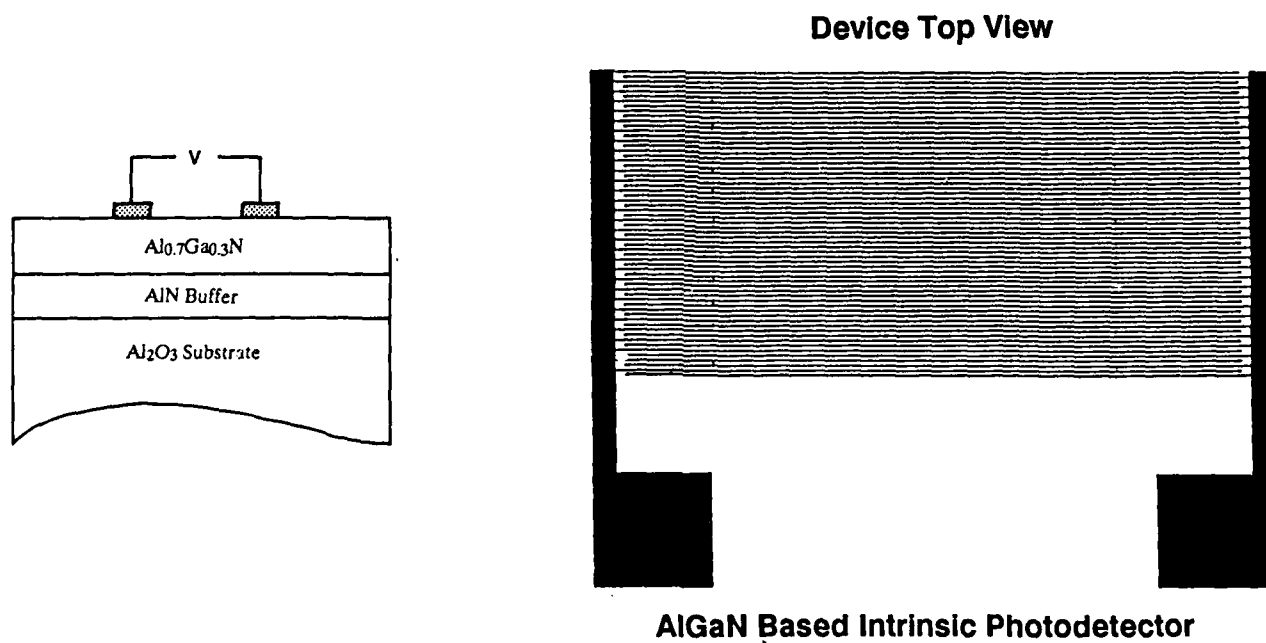 Device Top View
V
Al0.7Ga0.3N
AlN Buffer
Al2O3 Substrate
AlGaN Based Intrinsic Photodetector